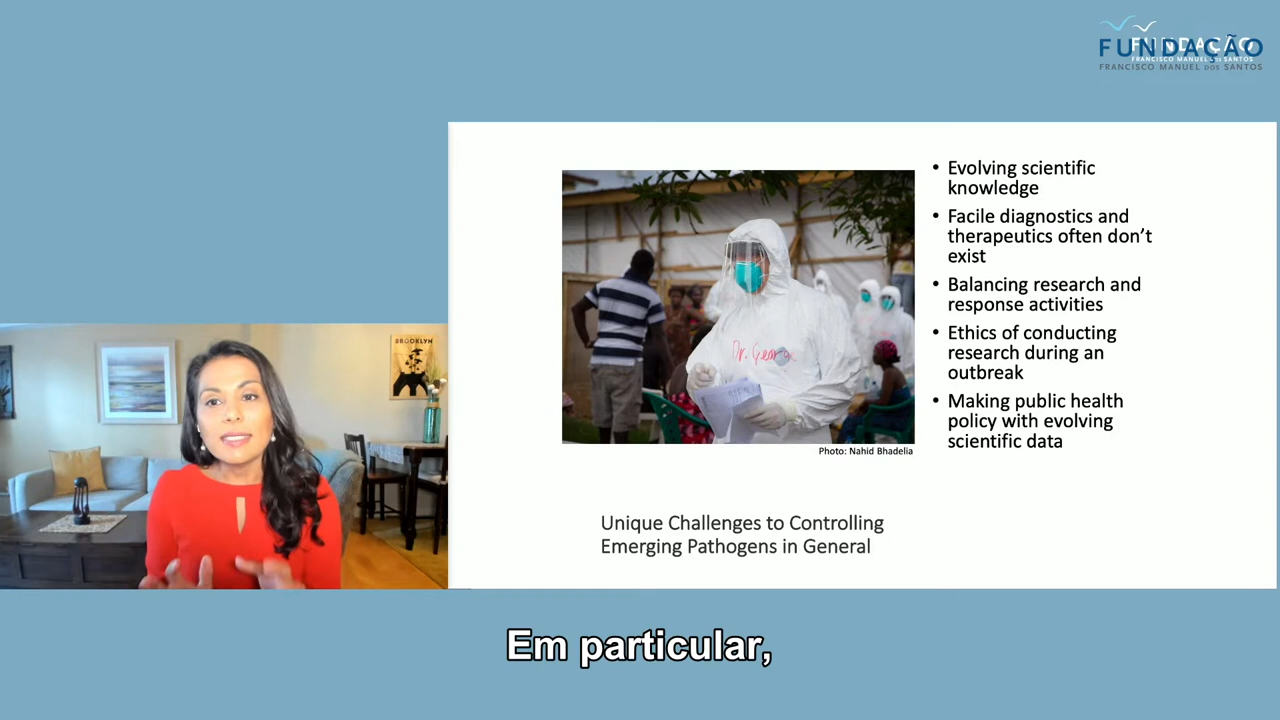 FUNDAÇÃO
FRANCISCO MANUEL DOS SANTOS
BROOKLYN
Dr. George
Photo: Nahid Bhadelia
• Evolving scientific
knowledge
• Facile diagnostics and
therapeutics often don't
exist
• Balancing research and
response activities
• Ethics of conducting
research during an
outbreak
• Making public health
policy with evolving
scientific data
Unique Challenges to Controlling
Emerging Pathogens in General
Em particular,